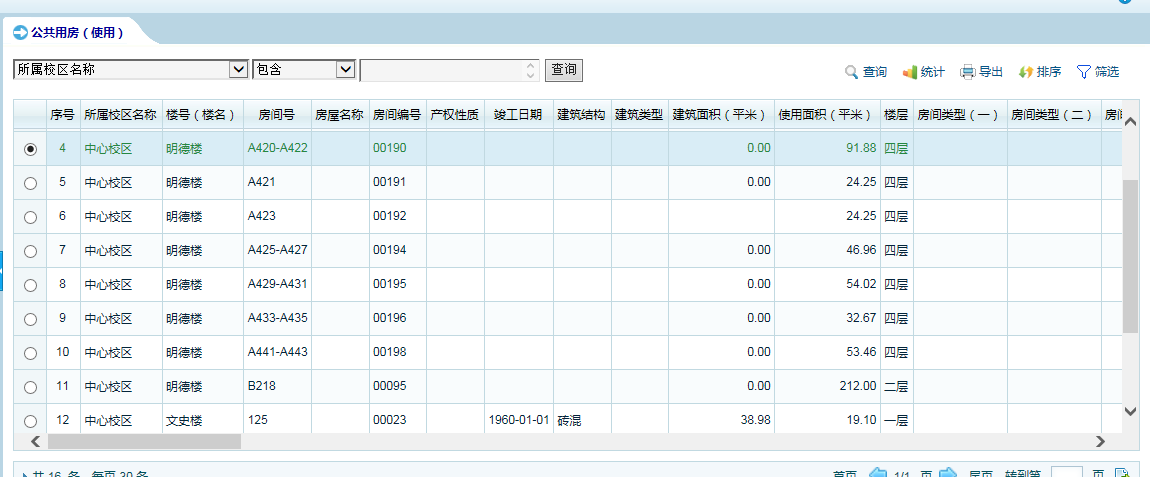 公共用房（使用）
所属校区名称 包含 查询 查询 统计 导出 排序 筛选
序号 所属校区名称 楼号（楼名） 房间号 房屋名称 房间编号 产权性质 竣工日期 建筑结构 建筑类型 建筑面积（平米） 使用面积（平米） 楼层 房间类型（一） 房间类型（二） 房
4 中心校区 明德楼 A420-A422 00190 0.00 91.88 四层
5 中心校区 明德楼 A421 00191 0.00 24.25 四层
6 中心校区 明德楼 A423 00192 24.25 四层
7 中心校区 明德楼 A425-A427 00194 0.00 46.96 四层
8 中心校区 明德楼 A429-A431 00195 0.00 54.02 四层
9 中心校区 明德楼 A433-A435 00196 0.00 32.67 四层
10 中心校区 明德楼 A441-A443 00198 0.00 53.46 四层
11 中心校区 明德楼 B218 00095 0.00 212.00 二层
12 中心校区 文史楼 125 00023 1960-01-01 砖混 38.98 19.10 一层
共 16 条 每页 30 条 首页 1/1 页 尾页 转到第 页